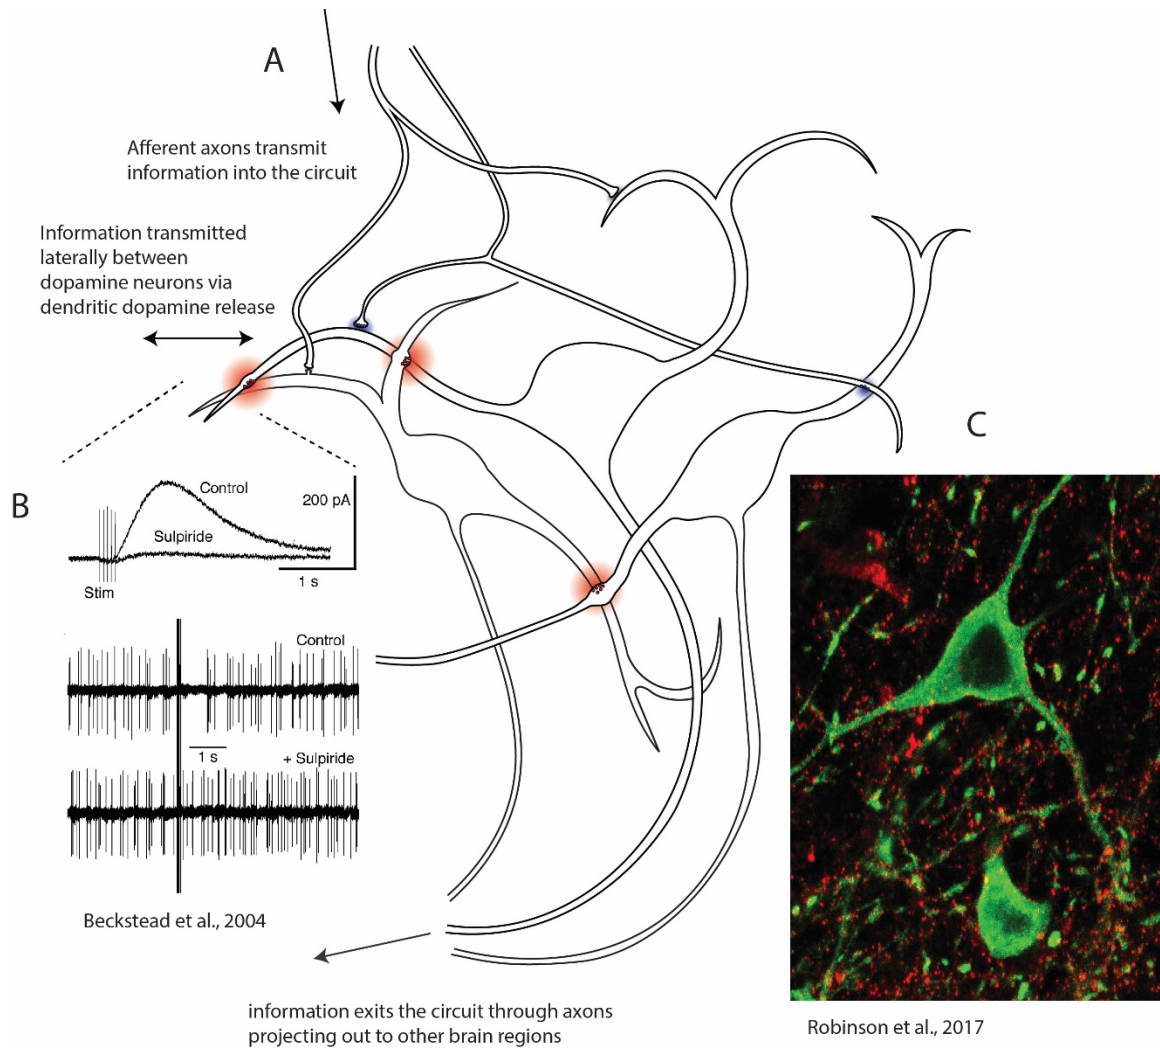 A
Afferent axons transmit
information into the circuit
Information transmitted
laterally between
dopamine neurons via
dendritic dopamine release
C
B
Control
200 pA
Sulpiride
1 s
Stim
Control
1 s
+ Sulpiride
Beckstead et al., 2004
information exits the circuit through axons
projecting out to other brain regions
Robinson et al., 2017